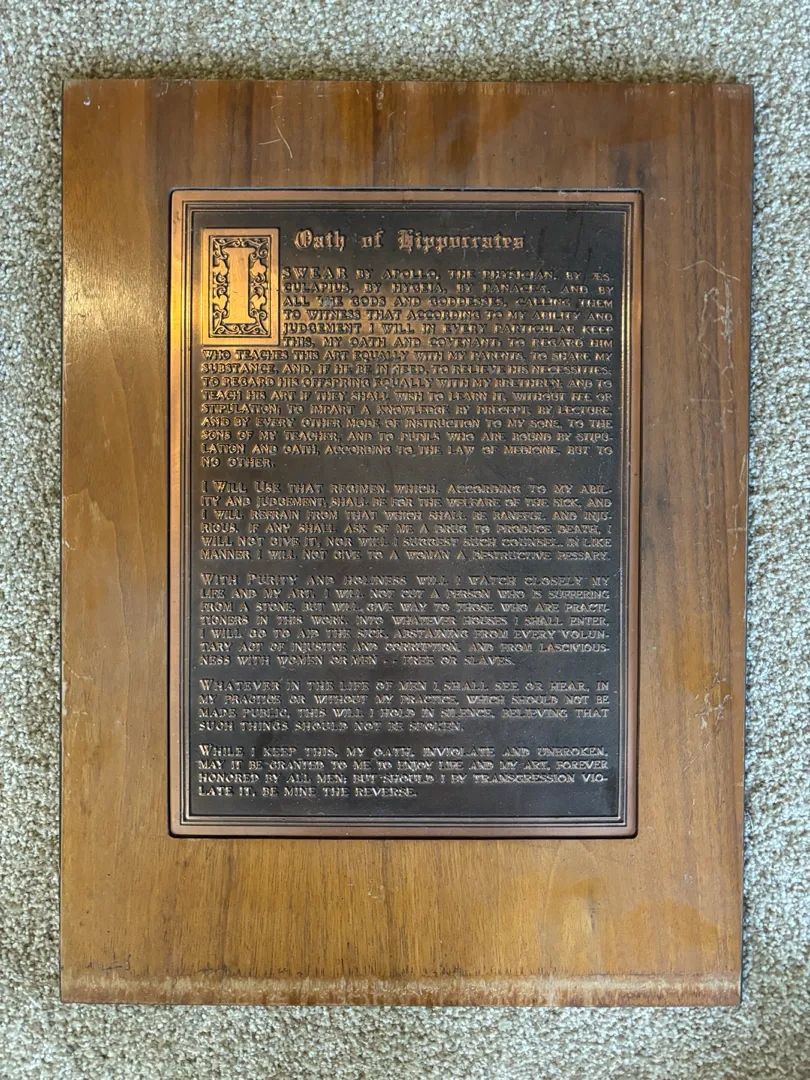 Oath of Hippocrates
I SWEAR BY APOLLO, THE PHYSICIAN, BY ÆS-
CULAPIUS, BY HYGEIA, BY PANACEA, AND BY
ALL THE GODS AND GODDESSES, CALLING THEM
TO WITNESS THAT ACCORDING TO MY ABILITY AND
JUDGEMENT I WILL IN EVERY PARTICULAR KEEP
THIS, MY OATH AND COVENANT: TO REGARD HIM
WHO TEACHES THIS ART EQUALLY WITH MY PARENTS, TO SHARE MY
SUBSTANCE, AND, IF HE BE IN NEED, TO RELIEVE HIS NECESSITIES;
TO REGARD HIS OFFSPRING EQUALLY WITH MY BRETHREN; AND TO
TEACH HIS ART IF THEY SHALL WISH TO LEARN IT, WITHOUT FEE OR
STIPULATION; TO IMPART A KNOWLEDGE BY PRECEPT, BY LECTURE,
AND BY EVERY OTHER MODE OF INSTRUCTION TO MY SONS, TO THE
SONS OF MY TEACHER, AND TO PUPILS WHO ARE BOUND BY STIPU-
LATION AND OATH, ACCORDING TO THE LAW OF MEDICINE, BUT TO
NO OTHER.
I WILL USE THAT REGIMEN WHICH, ACCORDING TO MY ABIL-
ITY AND JUDGEMENT, SHALL BE FOR THE WELFARE OF THE SICK, AND
I WILL REFRAIN FROM THAT WHICH SHALL BE BANEFUL AND INJU-
RIOUS. IF ANY SHALL ASK OF ME A DRUG TO PRODUCE DEATH, I
WILL NOT GIVE IT, NOR WILL I SUGGEST SUCH COUNSEL. IN LIKE
MANNER I WILL NOT GIVE TO A WOMAN A DESTRUCTIVE PESSARY.
WITH PURITY AND HOLINESS WILL I WATCH CLOSELY MY
LIFE AND MY ART. I WILL NOT CUT A PERSON WHO IS SUFFERING
FROM A STONE, BUT WILL GIVE WAY TO THOSE WHO ARE PRACTI-
TIONERS IN THIS WORK. INTO WHATEVER HOUSES I SHALL ENTER,
I WILL GO TO AID THE SICK, ABSTAINING FROM EVERY VOLUN-
TARY ACT OF INJUSTICE AND CORRUPTION, AND FROM LASCIVIOUS-
NESS WITH WOMEN OR MEN - - FREE OR SLAVES.
WHATEVER IN THE LIFE OF MEN I SHALL SEE OR HEAR, IN
MY PRACTICE OR WITHOUT MY PRACTICE, WHICH SHOULD NOT BE
MADE PUBLIC, THIS WILL I HOLD IN SILENCE, BELIEVING THAT
SUCH THINGS SHOULD NOT BE SPOKEN.
WHILE I KEEP THIS, MY OATH, INVIOLATE AND UNBROKEN,
MAY IT BE GRANTED TO ME TO ENJOY LIFE AND MY ART, FOREVER
HONORED BY ALL MEN; BUT SHOULD I BY TRANSGRESSION VIO-
LATE IT, BE MINE THE REVERSE.